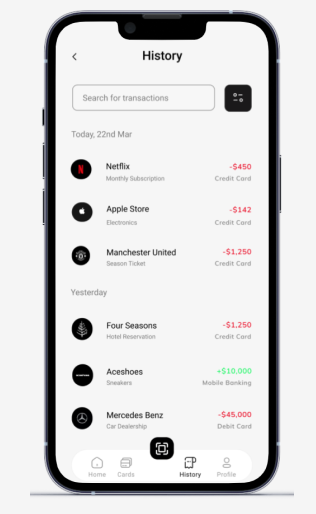 History
Search for transactions
Today, 22nd Mar
Netflix -$450
Monthly Subscription Credit Card
Apple Store -$142
Electronics Credit Card
Manchester United -$1,250
Season Ticket Credit Card
Yesterday
Four Seasons -$1,250
Hotel Reservation Credit Card
Aceshoes +$10,000
Sneakers Mobile Banking
Mercedes Benz -$45,000
Car Dealership Debit Card
Home Cards History Profile